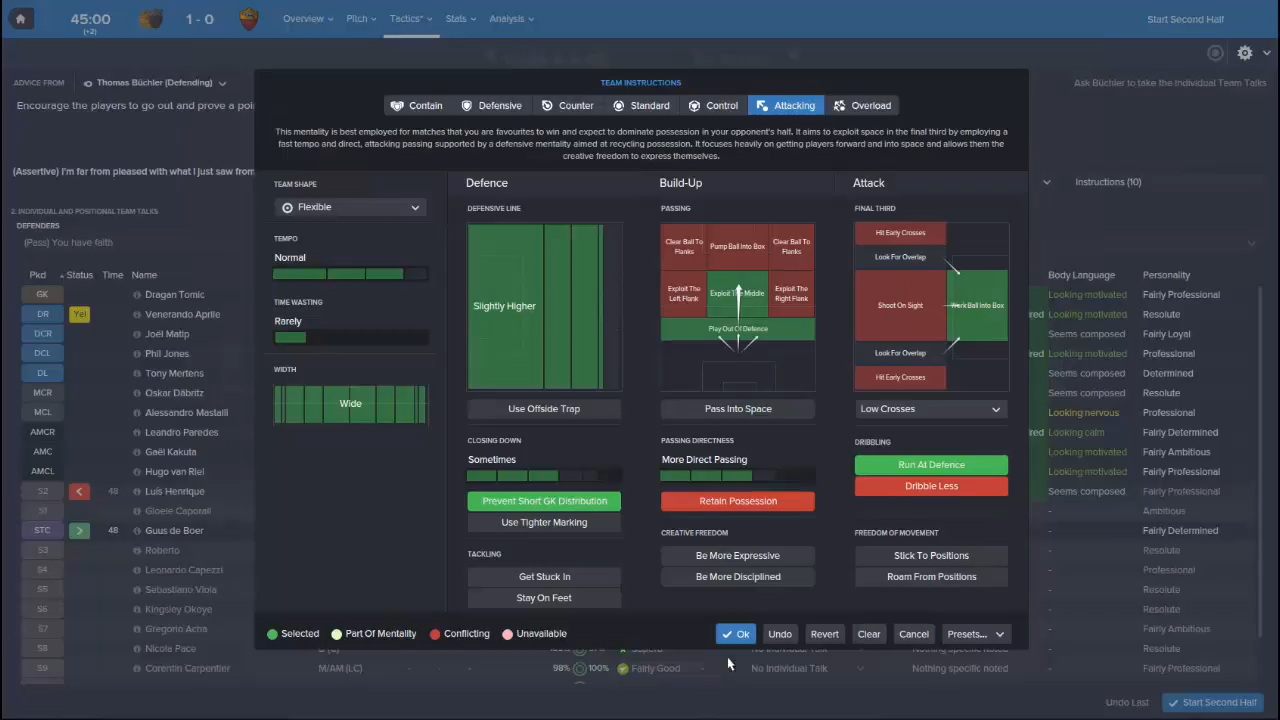 45:00
(+2)
1 - 0
Overview
Pitch
Tactics*
Stats
Analysis
Start Second Half
ADVICE FROM
Thomas Büchler (Defending)
Ask Büchler to take the Individual Team Talks
Encourage the players to go out and prove a poi
(Assertive) I'm far from pleased with what I just saw from
Instructions (10)
2. INDIVIDUAL AND POSITIONAL TEAM TALKS
DEFENDERS
(Pass) You have faith
TEAM INSTRUCTIONS
Contain
Defensive
Counter
Standard
Control
Attacking
Overload
This mentality is best employed for matches that you are favourites to win and expect to dominate possession in your opponent's half. It aims to exploit space in the final third by employing a
fast tempo and direct, attacking passing supported by a defensive mentality aimed at recycling possession. It focuses heavily on getting players forward and into space and allows them the
creative freedom to express themselves.
TEAM SHAPE
Flexible
TEMPO
Normal
TIME WASTING
Rarely
WIDTH
Wide
Defence
DEFENSIVE LINE
Slightly Higher
Use Offside Trap
CLOSING DOWN
Sometimes
Prevent Short GK Distribution
Use Tighter Marking
TACKLING
Get Stuck In
Stay On Feet
Build-Up
PASSING
Clear Ball To
Flanks
Pump Ball Into Box
Clear Ball To
Flanks
Exploit The
Left Flank
Exploit The Middle
Exploit The
Right Flank
Play Out Of Defence
Pass Into Space
PASSING DIRECTNESS
More Direct Passing
Retain Possession
CREATIVE FREEDOM
Be More Expressive
Be More Disciplined
Attack
FINAL THIRD
Hit Early Crosses
Look For Overlap
Shoot On Sight
Work Ball Into Box
Look For Overlap
Hit Early Crosses
Low Crosses
DRIBBLING
Run At Defence
Dribble Less
FREEDOM OF MOVEMENT
Stick To Positions
Roam From Positions
Selected
Part Of Mentality
Conflicting
Unavailable
Ok
Undo
Revert
Clear
Cancel
Presets...
Pkd Status Time Name Body Language Personality
GK Dragan Tomic Looking motivated Fairly Professional
DR Yel Venerando Aprile Looking motivated Resolute
DCR Joël Matip Seems composed Fairly Loyal
DCL Phil Jones Looking motivated Professional
DL Tony Mertens Seems composed Determined
MCR Oskar Däbritz Seems composed Resolute
MCL Alessandro Mastalli Looking nervous Professional
AMCR Leandro Paredes Looking calm Fairly Determined
AMC Gaël Kakuta Looking motivated Fairly Ambitious
AMCL Hugo van Riel Looking motivated Fairly Professional
S2 48 Luís Henrique Seems composed Fairly Professional
S1 Gioele Caporali - Ambitious
STC 48 Guus de Boer - Fairly Determined
S3 Roberto - Resolute
S4 Leonardo Capezzi - Professional
S5 Sebastiano Viola - Resolute
S6 Kingsley Okoye - Resolute
S7 Gregorio Acha - Fairly Ambitious
S8 Nicola Pace No Individual Talk Nothing specific noted - Resolute
S9 Corentin Carpentier M/AM (LC) - - 98% 100% Fairly Good - No Individual Talk Nothing specific noted - Fairly Professional
Undo Last
Start Second Half